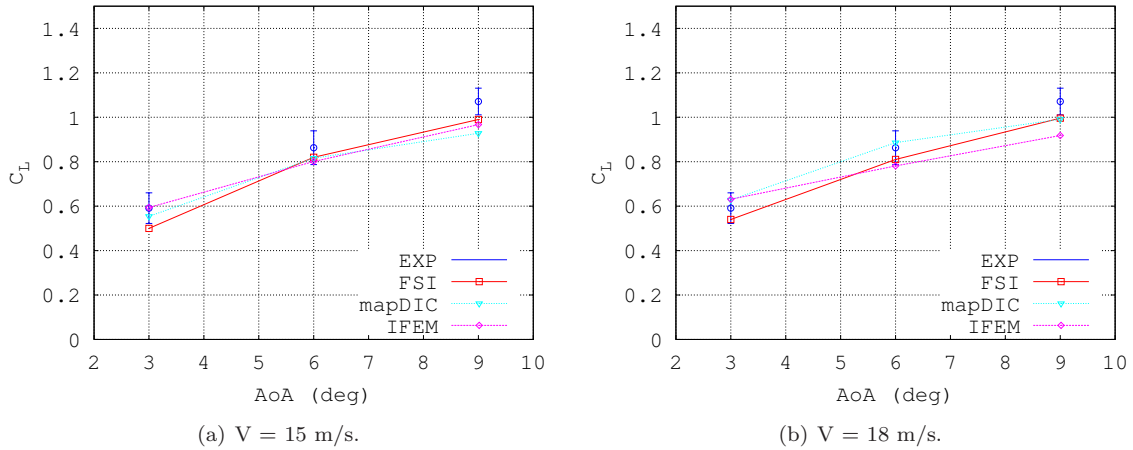 1.4
1.2
1
0.8
0.6
0.4
0.2
0
C_L
EXP
FSI
mapDIC
IFEM
2 3 4 5 6 7 8 9 10
AoA (deg)
(a) V = 15 m/s.
1.4
1.2
1
0.8
0.6
0.4
0.2
0
C_L
EXP
FSI
mapDIC
IFEM
2 3 4 5 6 7 8 9 10
AoA (deg)
(b) V = 18 m/s.